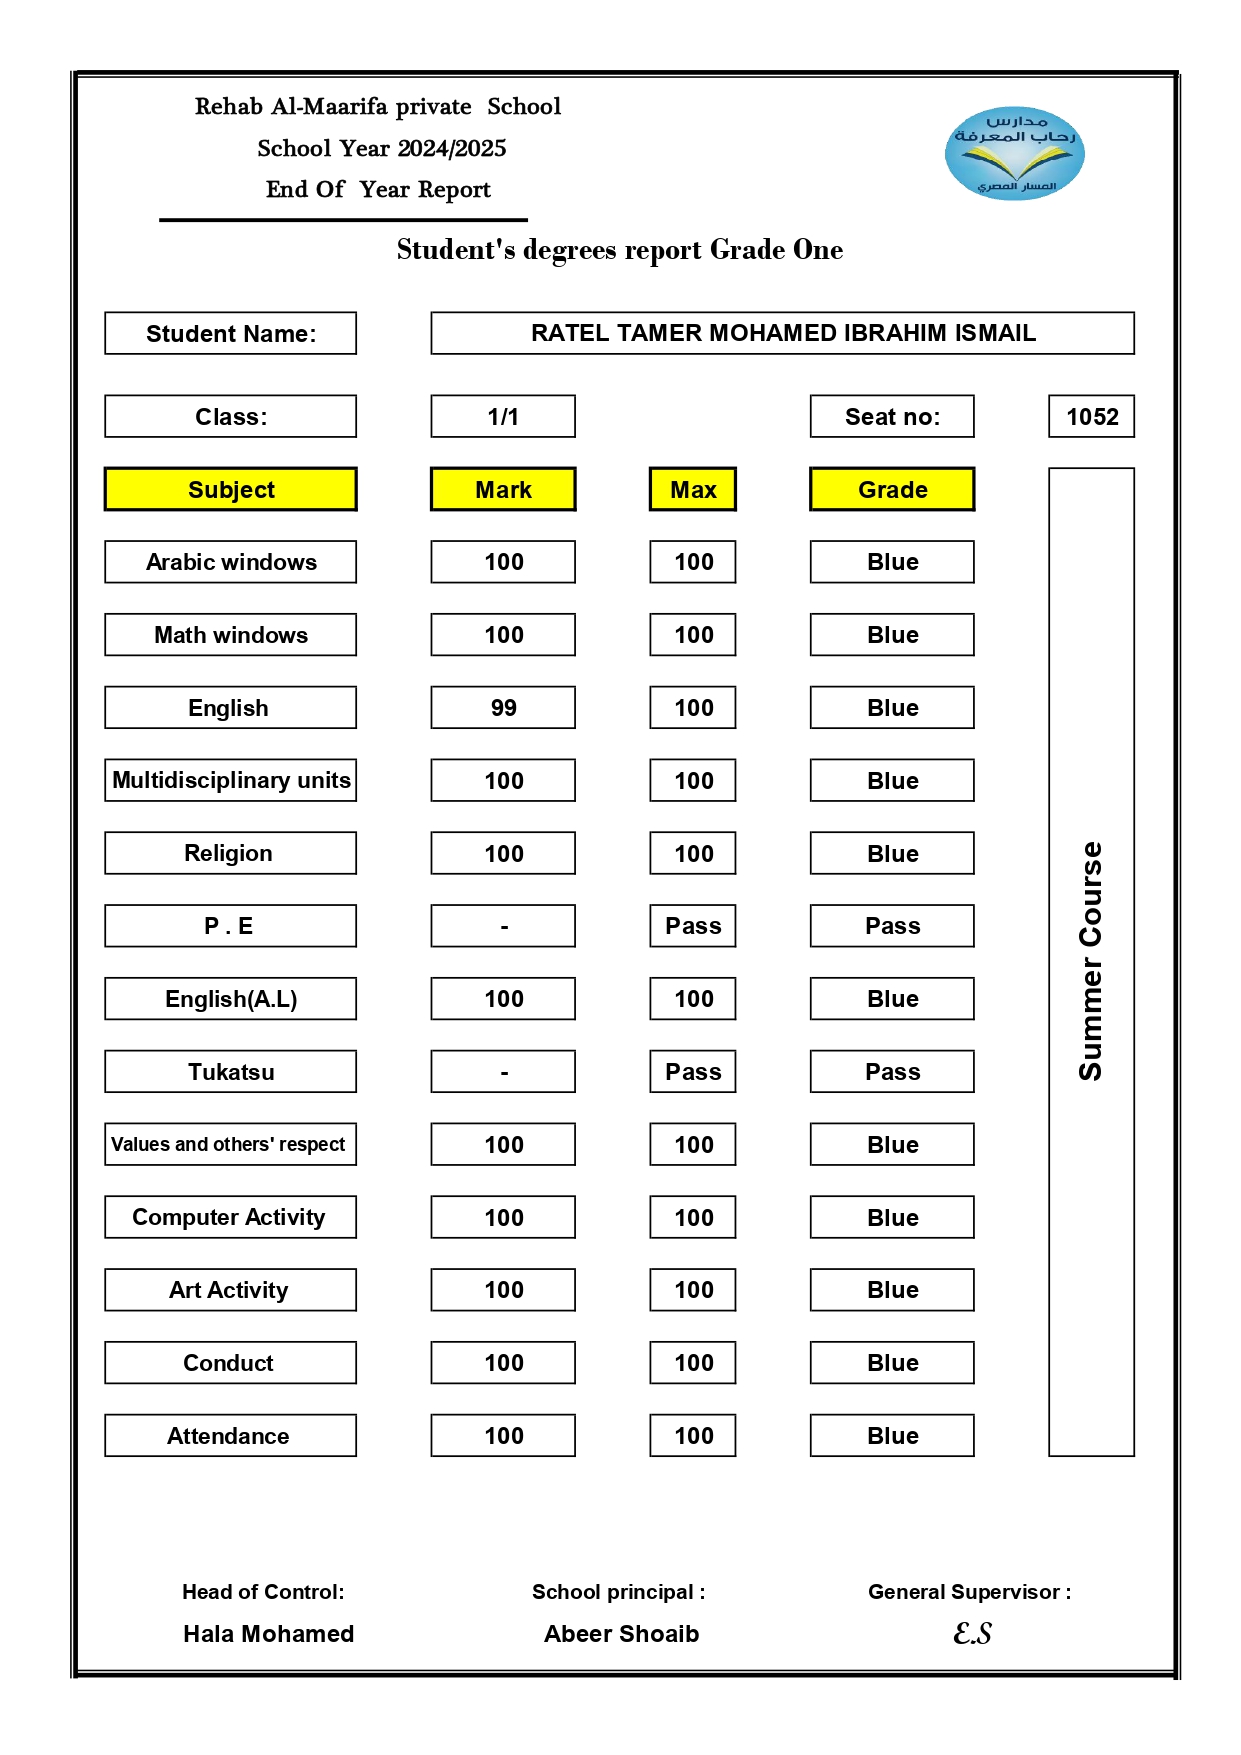 Rehab Al-Maarifa private School
School Year 2024/2025
End Of Year Report
مدارس
رحاب المعرفة
المسار المصري
Student's degrees report Grade One
Student Name: RATEL TAMER MOHAMED IBRAHIM ISMAIL
Class: 1/1 Seat no: 1052
Subject Mark Max Grade
Arabic windows 100 100 Blue
Math windows 100 100 Blue
English 99 100 Blue
Multidisciplinary units 100 100 Blue
Religion 100 100 Blue
P . E - Pass Pass
English(A.L) 100 100 Blue
Tukatsu - Pass Pass
Values and others' respect 100 100 Blue
Computer Activity 100 100 Blue
Art Activity 100 100 Blue
Conduct 100 100 Blue
Attendance 100 100 Blue
Summer Course
Head of Control: School principal : General Supervisor :
Hala Mohamed Abeer Shoaib E.S